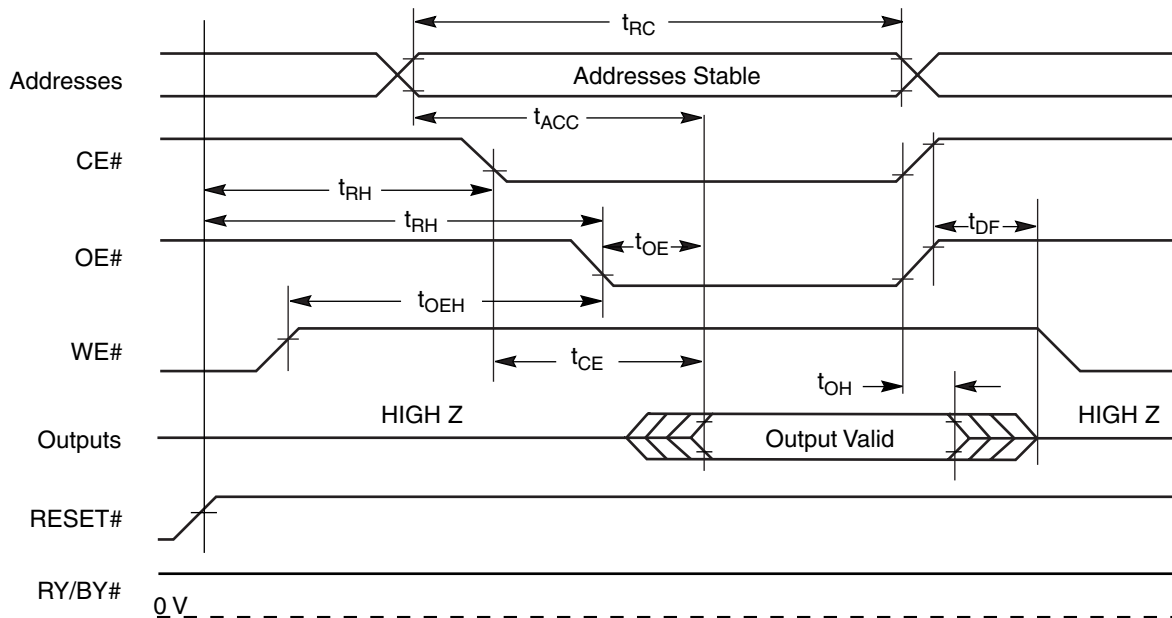 tRC
Addresses
Addresses Stable
tACC
CE#
tRH
tRH
OE#
tOE
tDF
tOEH
WE#
tCE
tOH
HIGH Z
HIGH Z
Outputs
Output Valid
RESET#
RY/BY#
0 V